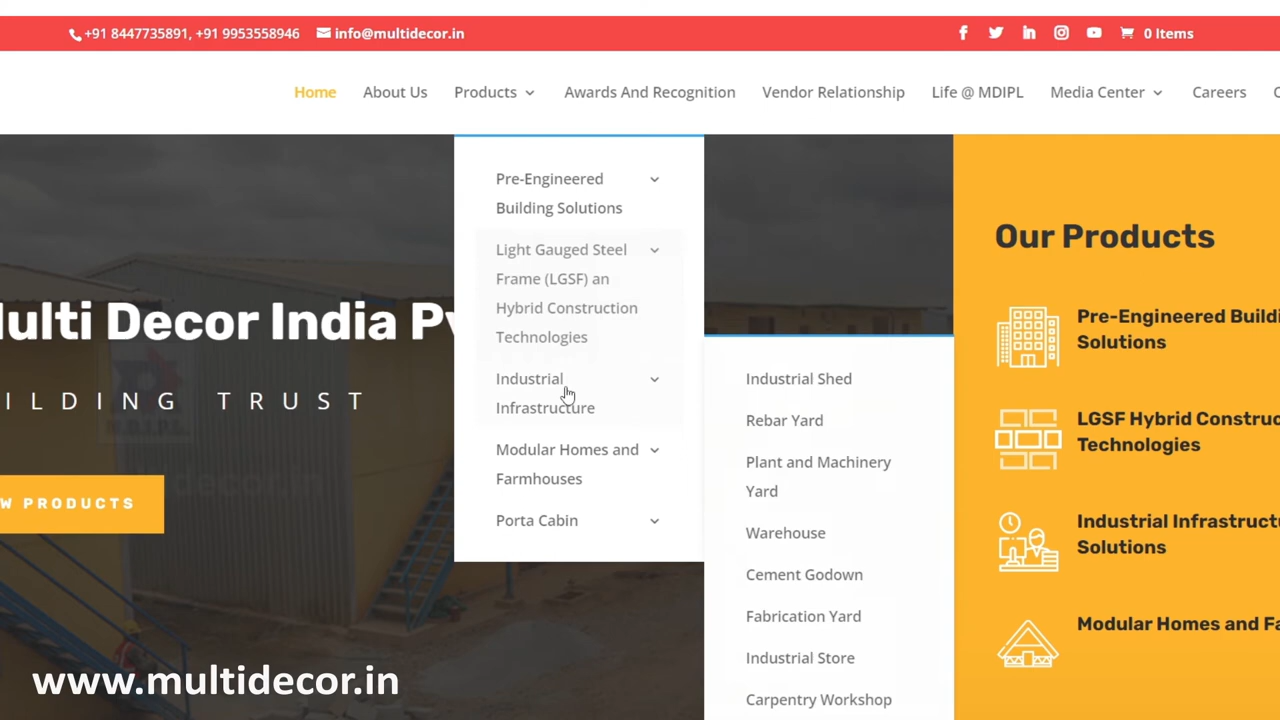 +91 8447735891, +91 9953558946 info@multidecor.in 0 Items
Home About Us Products Awards And Recognition Vendor Relationship Life @ MDIPL Media Center Careers
Multi Decor India Pv
BUILDING TRUST
W PRODUCTS
Pre-Engineered
Building Solutions
Light Gauged Steel
Frame (LGSF) an
Hybrid Construction
Technologies
Industrial
Infrastructure
Modular Homes and
Farmhouses
Porta Cabin
Industrial Shed
Rebar Yard
Plant and Machinery
Yard
Warehouse
Cement Godown
Fabrication Yard
Industrial Store
Carpentry Workshop
Our Products
Pre-Engineered Buildi
Solutions
LGSF Hybrid Construc
Technologies
Industrial Infrastructu
Solutions
Modular Homes and Fa
www.multidecor.in